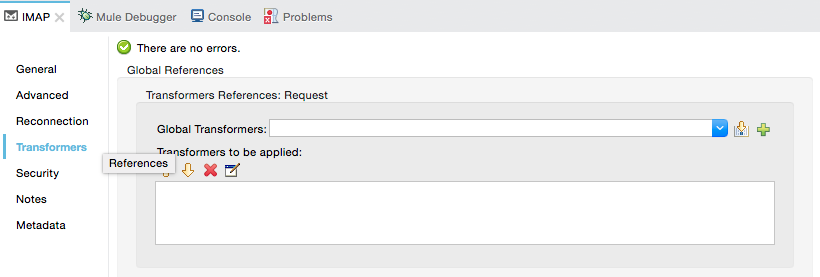 IMAP Mule Debugger Console Problems
There are no errors.
General
Global References
Advanced
Transformers References: Request
Reconnection
Global Transformers:
Transformers
Transformers to be applied:
References
Security
Notes
Metadata